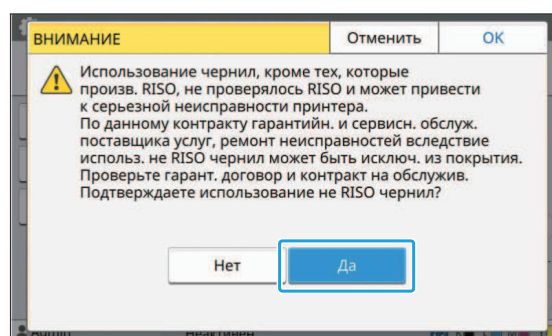 ВНИМАНИЕ
Отменить
OK
Использование чернил, кроме тех, которые
произв. RISO, не проверялось RISO и может привести
к серьезной неисправности принтера.
По данному контракту гарантийн. и сервисн. обслуж.
поставщика услуг, ремонт неисправностей вследствие
использ. не RISO чернил может быть исключ. из покрытия.
Проверьте гарант. договор и контракт на обслужив.
Подтверждаете использование не RISO чернил?
Нет
Да